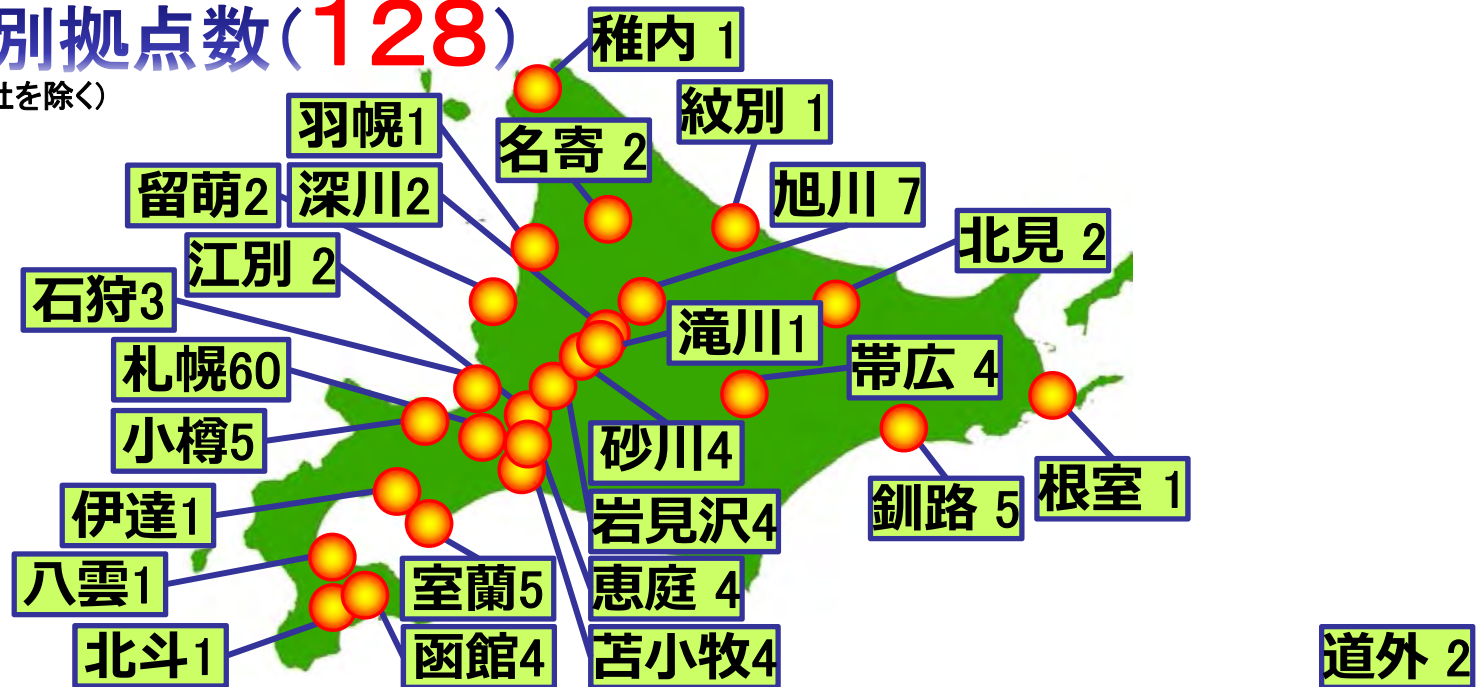 別拠点数(128)
社を除く)
稚内 1
羽幌1
紋別 1
名寄 2
留萌2
深川2
旭川 7
北見 2
江別 2
石狩3
滝川1
札幌60
帯広 4
小樽5
砂川4
根室 1
釧路 5
伊達1
岩見沢4
八雲1
室蘭5
恵庭 4
北斗1
函館4
苫小牧4
道外 2